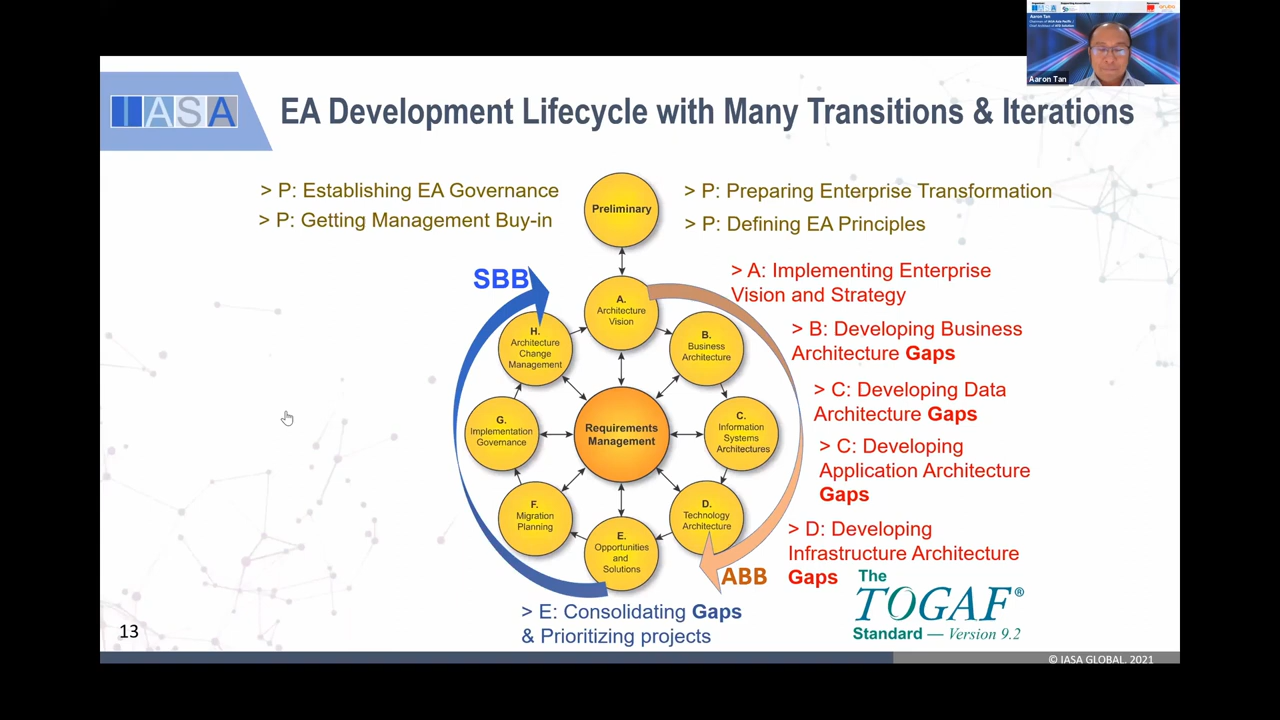 Aaron Tan
Aaron Tan
IASA
EA Development Lifecycle with Many Transitions & Iterations
> P: Establishing EA Governance
> P: Getting Management Buy-in
> P: Preparing Enterprise Transformation
> P: Defining EA Principles
Preliminary
SBB
A.
Architecture
Vision
B.
Business
Architecture
C.
Information
Systems
Architectures
D.
Technology
Architecture
E.
Opportunities
and
Solutions
F.
Migration
Planning
G.
Implementation
Governance
H.
Architecture
Change
Management
Requirements
Management
ABB
> A: Implementing Enterprise
Vision and Strategy
> B: Developing Business
Architecture Gaps
> C: Developing Data
Architecture Gaps
> C: Developing
Application Architecture
Gaps
> D: Developing
Infrastructure Architecture
Gaps
> E: Consolidating Gaps
& Prioritizing projects
The
TOGAF®
Standard — Version 9.2
13
© IASA GLOBAL. 2021